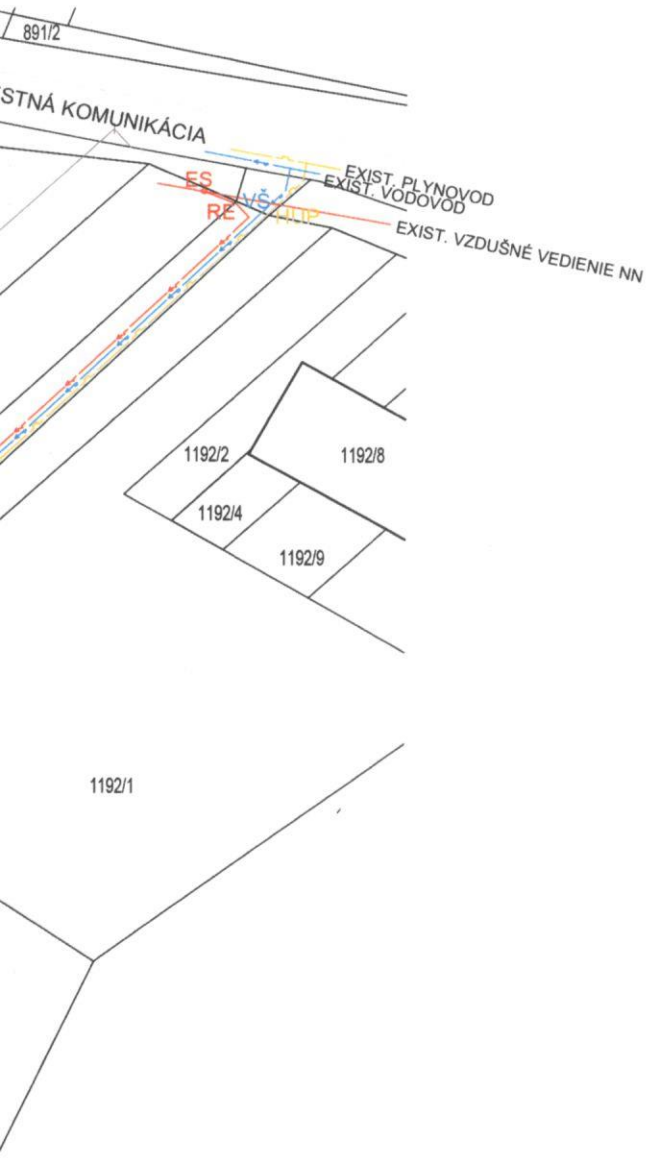 891/2
STNÁ KOMUNIKÁCIA
EXIST. PLYNOVOD
EXIST. VODOVOD
ES
VŠ
RE
HUP
EXIST. VZDUŠNÉ VEDIENIE NN
1192/2
1192/8
1192/4
1192/9
1192/1